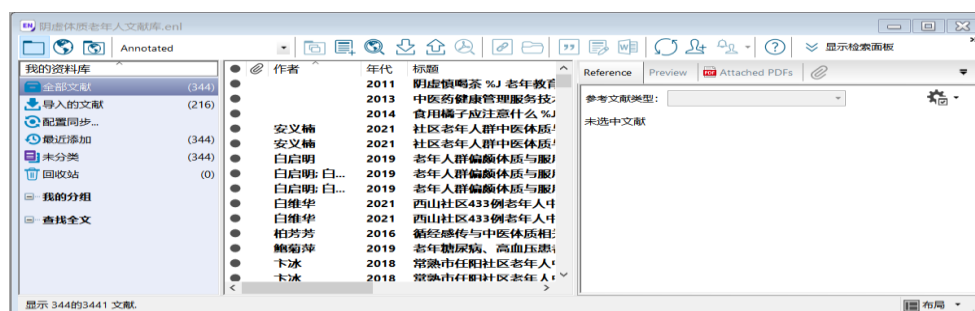 阴虚体质老年人文献库.enl
Annotated
显示检索面板
我的资料库
全部文献 (344)
导入的文献 (216)
配置同步...
最近添加 (344)
未分类 (344)
回收站 (0)
我的分组
查找全文
作者 年代 标题
2011 阴虚慎喝茶 %J 老年教育
2013 中医药健康管理服务技
2014 食用橘子应注意什么 %J
安义楠 2021 社区老年人群中医体质
安义楠 2021 社区老年人群中医体质
白启明 2019 老年人群偏颇体质与服
白启明; 白... 2019 老年人群偏颇体质与服
白启明; 白... 2019 老年人群偏颇体质与服
白维华 2021 西山社区433例老年人中
白维华 2021 西山社区433例老年人中
柏芳芳 2016 循经感传与中医体质相
鲍菊萍 2019 老年糖尿病、高血压患
卞冰 2018 常熟市任阳社区老年人
卞冰 2018 常熟市任阳社区老年人
Reference Preview Attached PDFs
参考文献类型:
未选中文献
显示 344的3441 文献.
布局